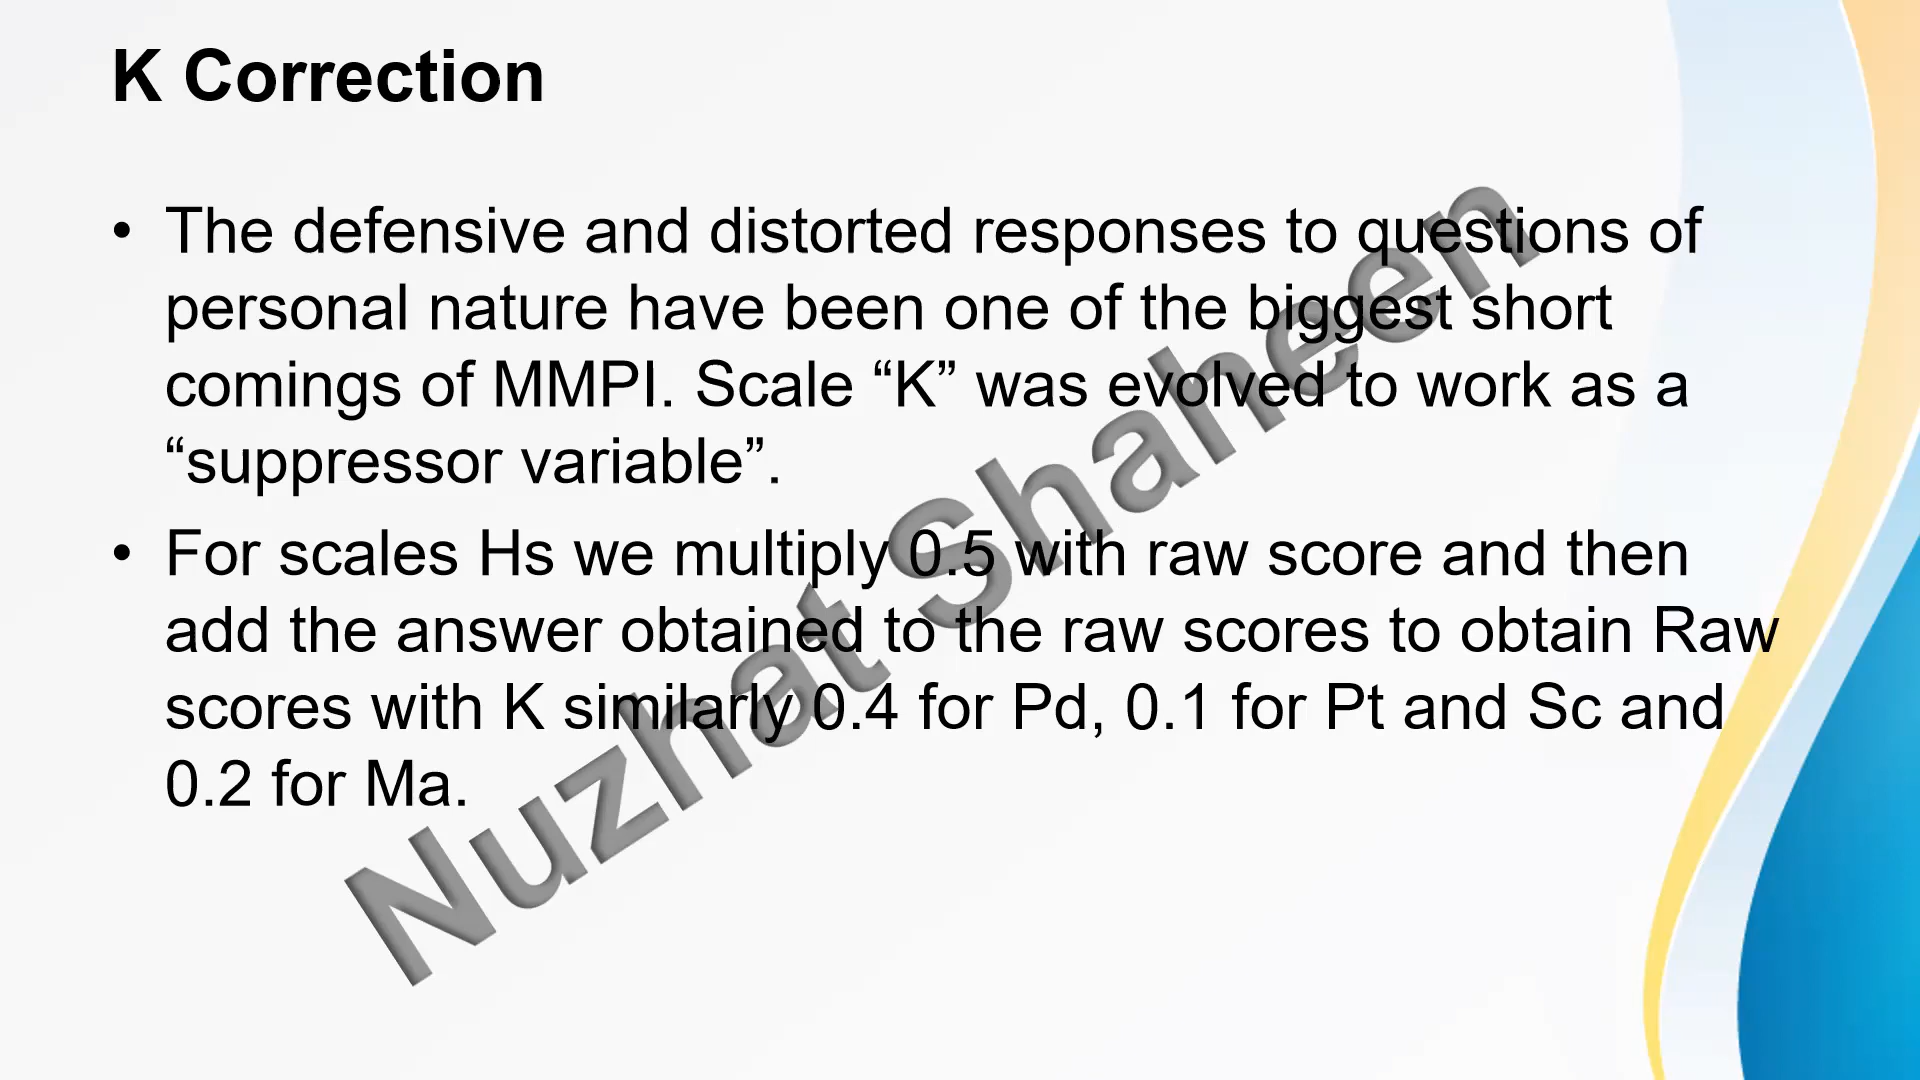 K Correction
• The defensive and distorted responses to questions of
personal nature have been one of the biggest short
comings of MMPI. Scale “K” was evolved to work as a
“suppressor variable”.
• For scales Hs we multiply 0.5 with raw score and then
add the answer obtained to the raw scores to obtain Raw
scores with K similarly 0.4 for Pd, 0.1 for Pt and Sc and
0.2 for Ma.
Nuzhat Shaheen